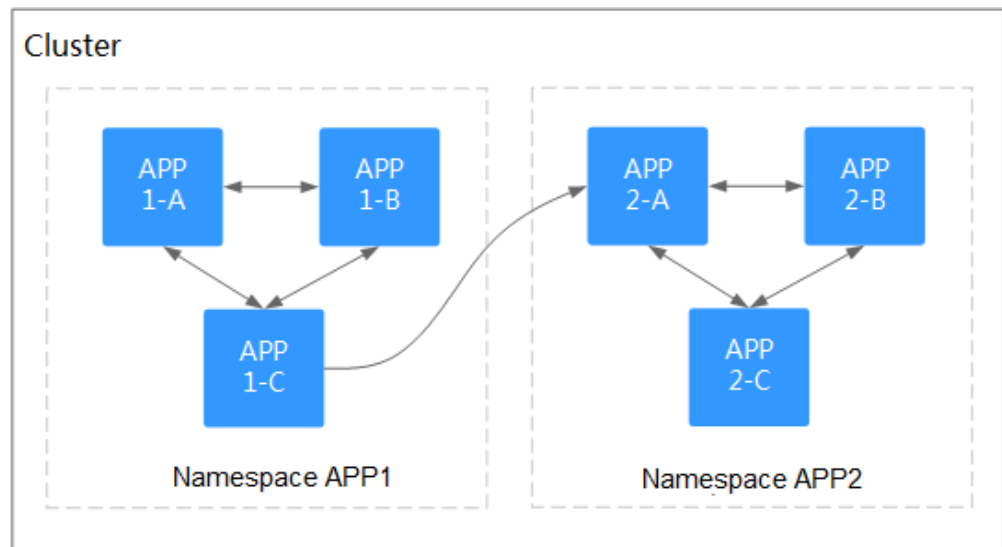 Cluster
APP
1-A
APP
1-B
APP
2-A
APP
2-B
APP
1-C
APP
2-C
Namespace APP1
Namespace APP2